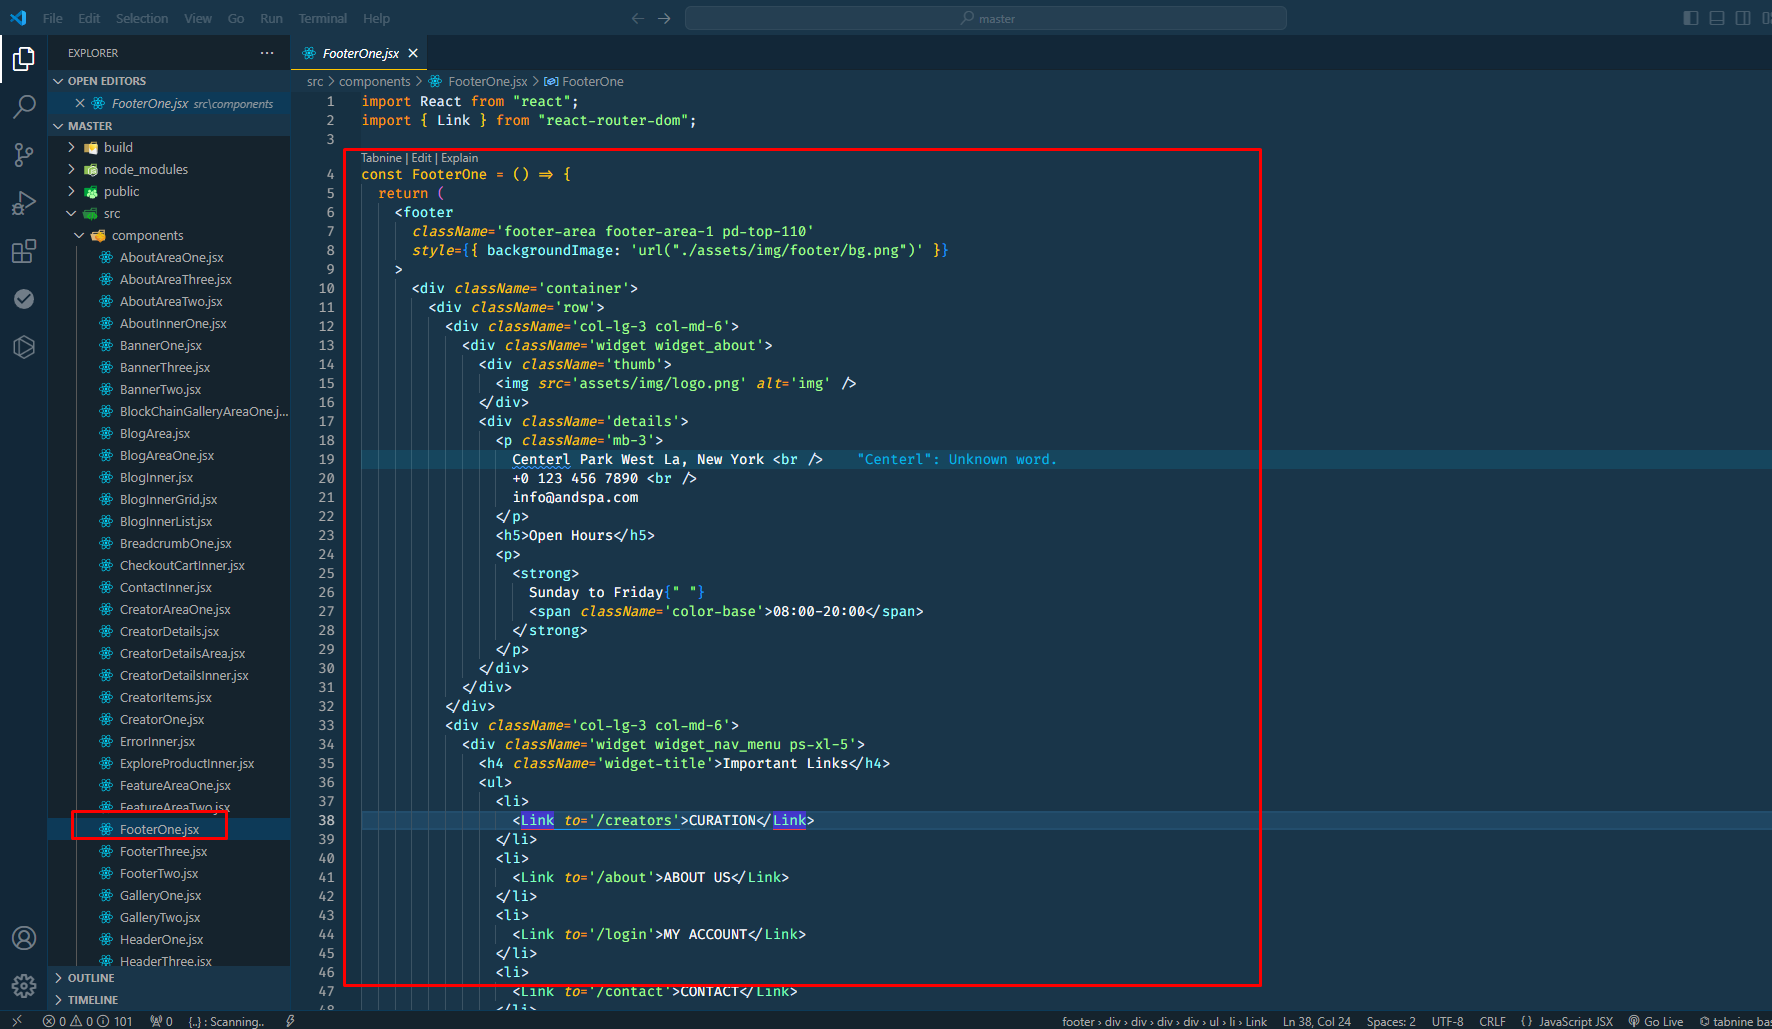 File Edit Selection View Go Run Terminal Help
master
EXPLORER ···
OPEN EDITORS
FooterOne.jsx src\components
MASTER
build
node_modules
public
src
components
AboutAreaOne.jsx
AboutAreaThree.jsx
AboutAreaTwo.jsx
AboutInnerOne.jsx
BannerOne.jsx
BannerThree.jsx
BannerTwo.jsx
BlockChainGalleryAreaOne.j...
BlogArea.jsx
BlogAreaOne.jsx
BlogInner.jsx
BlogInnerGrid.jsx
BlogInnerList.jsx
BreadcrumbOne.jsx
CheckoutCartInner.jsx
ContactInner.jsx
CreatorAreaOne.jsx
CreatorDetails.jsx
CreatorDetailsArea.jsx
CreatorDetailsInner.jsx
CreatorItems.jsx
CreatorOne.jsx
ErrorInner.jsx
ExploreProductInner.jsx
FeatureAreaOne.jsx
FeatureAreaTwo.jsx
FooterOne.jsx
FooterThree.jsx
FooterTwo.jsx
GalleryOne.jsx
GalleryTwo.jsx
HeaderOne.jsx
HeaderThree.jsx
OUTLINE
TIMELINE
FooterOne.jsx
src > components > FooterOne.jsx > FooterOne
1 import React from "react";
2 import { Link } from "react-router-dom";
3
Tabnine | Edit | Explain
4 const FooterOne = () => {
5 return (
6 <footer
7 className='footer-area footer-area-1 pd-top-110'
8 style={{ backgroundImage: 'url("./assets/img/footer/bg.png")' }}
9 >
10 <div className='container'>
11 <div className='row'>
12 <div className='col-lg-3 col-md-6'>
13 <div className='widget widget_about'>
14 <div className='thumb'>
15 <img src='assets/img/logo.png' alt='img' />
16 </div>
17 <div className='details'>
18 <p className='mb-3'>
19 Centerl Park West La, New York <br /> "Centerl": Unknown word.
20 +0 123 456 7890 <br />
21 info@andspa.com
22 </p>
23 <h5>Open Hours</h5>
24 <p>
25 <strong>
26 Sunday to Friday{" "}
27 <span className='color-base'>08:00-20:00</span>
28 </strong>
29 </p>
30 </div>
31 </div>
32 </div>
33 <div className='col-lg-3 col-md-6'>
34 <div className='widget widget_nav_menu ps-xl-5'>
35 <h4 className='widget-title'>Important Links</h4>
36 <ul>
37 <li>
38 <Link to='/creators'>CURATION</Link>
39 </li>
40 <li>
41 <Link to='/about'>ABOUT US</Link>
42 </li>
43 <li>
44 <Link to='/login'>MY ACCOUNT</Link>
45 </li>
46 <li>
47 <Link to='/contact'>CONTACT</Link>
48 </li>
0 0 101 0 {..} : Scanning.. footer › div › div › div › div › ul › li › Link Ln 38, Col 24 Spaces: 2 UTF-8 CRLF {} JavaScript JSX Go Live tabnine bas